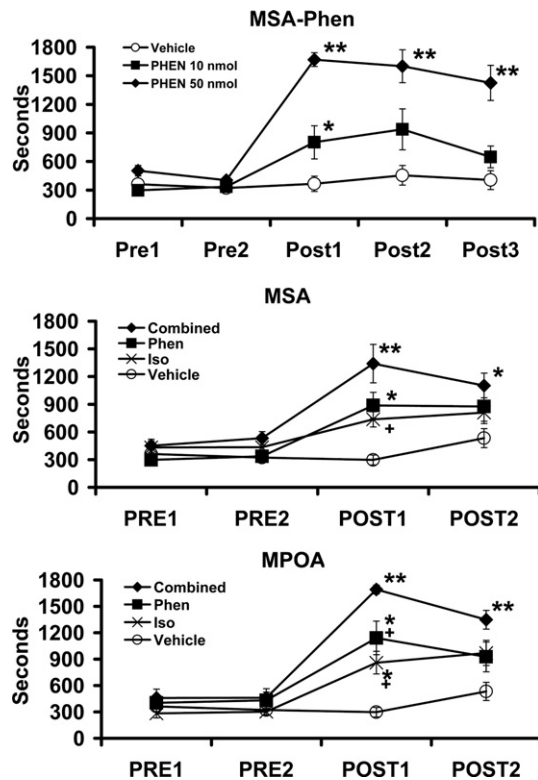 MSA-Phen
1800
1500
1200
900
600
300
0
Seconds
Vehicle
PHEN 10 nmol
PHEN 50 nmol
*
**
**
**
Pre1 Pre2 Post1 Post2 Post3
MSA
1800
1500
1200
900
600
300
0
Seconds
Combined
Phen
Iso
Vehicle
**
*
+
*
PRE1 PRE2 POST1 POST2
MPOA
1800
1500
1200
900
600
300
0
Seconds
Combined
Phen
Iso
Vehicle
**
*
+
*
+
**
PRE1 PRE2 POST1 POST2